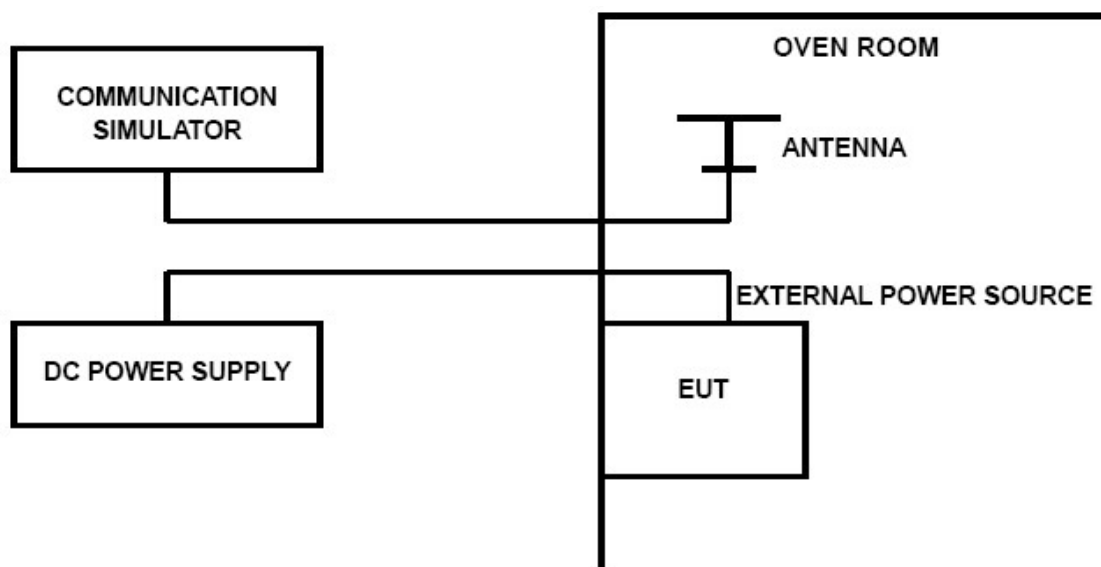 OVEN ROOM
COMMUNICATION
SIMULATOR
ANTENNA
EXTERNAL POWER SOURCE
DC POWER SUPPLY
EUT